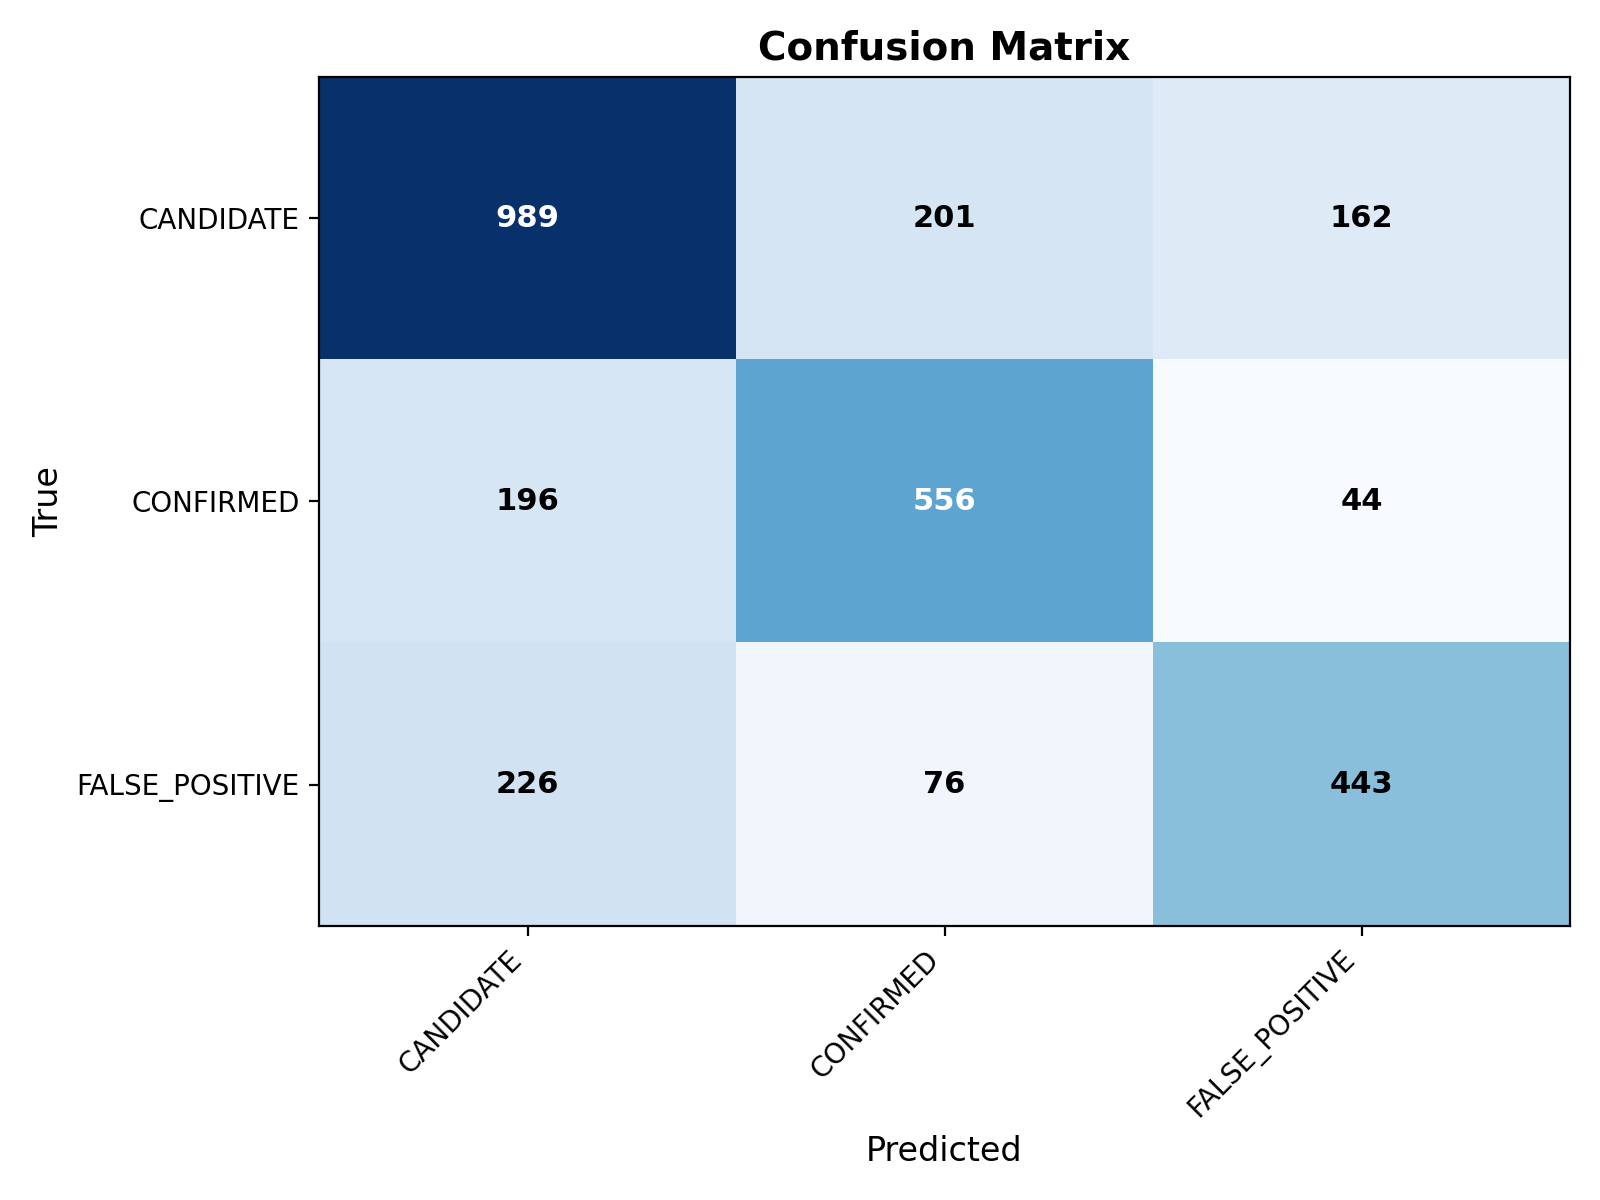 Confusion Matrix
True
CANDIDATE
989
201
162
CONFIRMED
196
556
44
FALSE_POSITIVE
226
76
443
CANDIDATE
CONFIRMED
FALSE_POSITIVE
Predicted